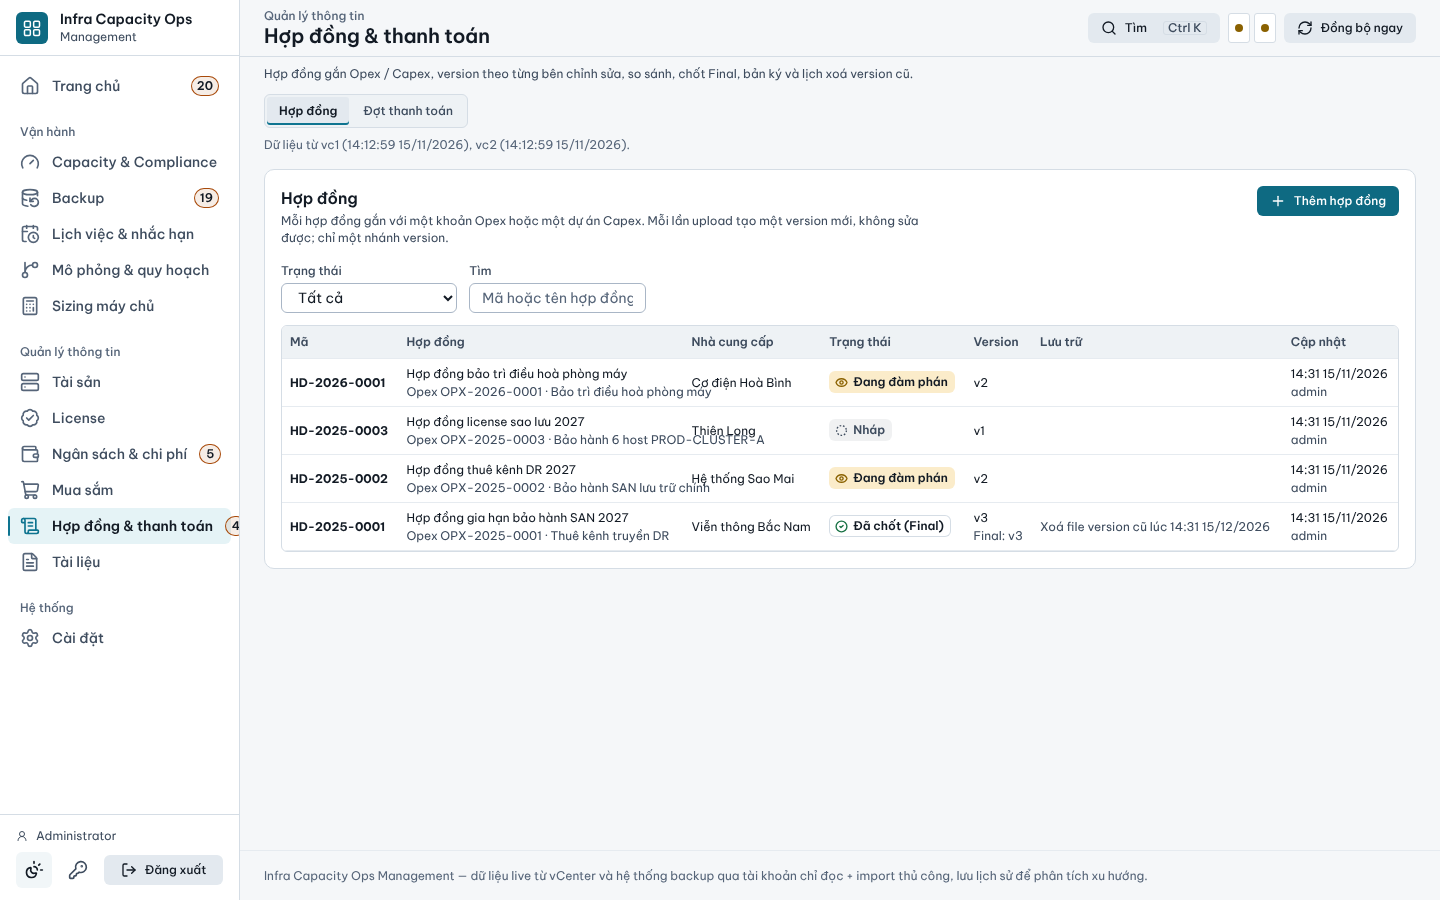 Infra Capacity Ops
Management
Trang chủ 20
Vận hành
Capacity & Compliance
Backup 19
Lịch việc & nhắc hạn
Mô phỏng & quy hoạch
Sizing máy chủ
Quản lý thông tin
Tài sản
License
Ngân sách & chi phí 5
Mua sắm
Hợp đồng & thanh toán 4
Tài liệu
Hệ thống
Cài đặt
Administrator
Đăng xuất
Quản lý thông tin
Hợp đồng & thanh toán
Tìm Ctrl K
Đồng bộ ngay
Hợp đồng gắn Opex / Capex, version theo từng bên chỉnh sửa, so sánh, chốt Final, bản ký và lịch xoá version cũ.
Hợp đồng Đợt thanh toán
Dữ liệu từ vc1 (14:12:59 15/11/2026), vc2 (14:12:59 15/11/2026).
Hợp đồng
Mỗi hợp đồng gắn với một khoản Opex hoặc một dự án Capex. Mỗi lần upload tạo một version mới, không sửa
được; chỉ một nhánh version.
Thêm hợp đồng
Trạng thái Tìm
Tất cả Mã hoặc tên hợp đồng
Mã Hợp đồng Nhà cung cấp Trạng thái Version Lưu trữ Cập nhật
HD-2026-0001 Hợp đồng bảo trì điều hoà phòng máy Cơ điện Hoà Bình Đang đàm phán v2 14:31 15/11/2026
Opex OPX-2026-0001 · Bảo trì điều hoà phòng máy admin
HD-2025-0003 Hợp đồng license sao lưu 2027 Thiên Long Nháp v1 14:31 15/11/2026
Opex OPX-2025-0003 · Bảo hành 6 host PROD-CLUSTER-A admin
HD-2025-0002 Hợp đồng thuê kênh DR 2027 Hệ thống Sao Mai Đang đàm phán v2 14:31 15/11/2026
Opex OPX-2025-0002 · Bảo hành SAN lưu trữ chính admin
HD-2025-0001 Hợp đồng gia hạn bảo hành SAN 2027 Viễn thông Bắc Nam Đã chốt (Final) v3 Xoá file version cũ lúc 14:31 15/12/2026 14:31 15/11/2026
Opex OPX-2025-0001 · Thuê kênh truyền DR Final: v3 admin
Infra Capacity Ops Management — dữ liệu live từ vCenter và hệ thống backup qua tài khoản chỉ đọc + import thủ công, lưu lịch sử để phân tích xu hướng.